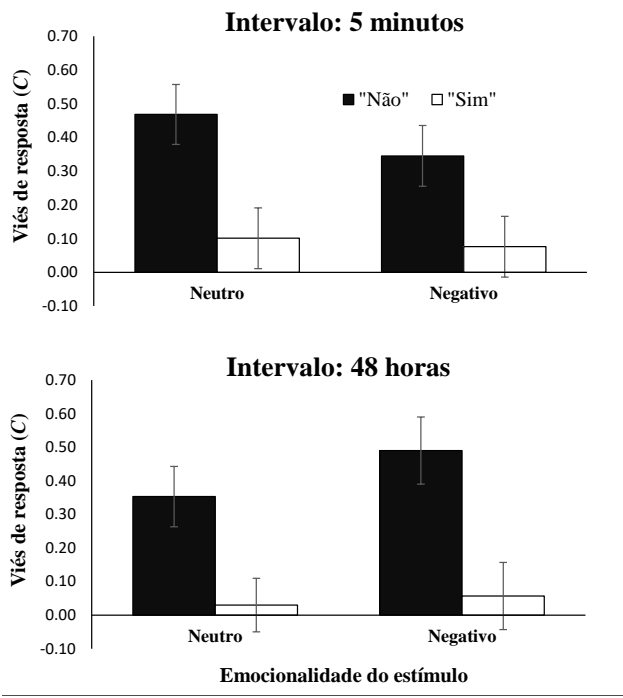 Intervalo: 5 minutos
Viés de resposta (C)
0.70
0.60
0.50
0.40
0.30
0.20
0.10
0.00
-0.10
"Não" "Sim"
Neutro Negativo
Intervalo: 48 horas
Viés de resposta (C)
0.70
0.60
0.50
0.40
0.30
0.20
0.10
0.00
-0.10
Neutro Negativo
Emocionalidade do estímulo